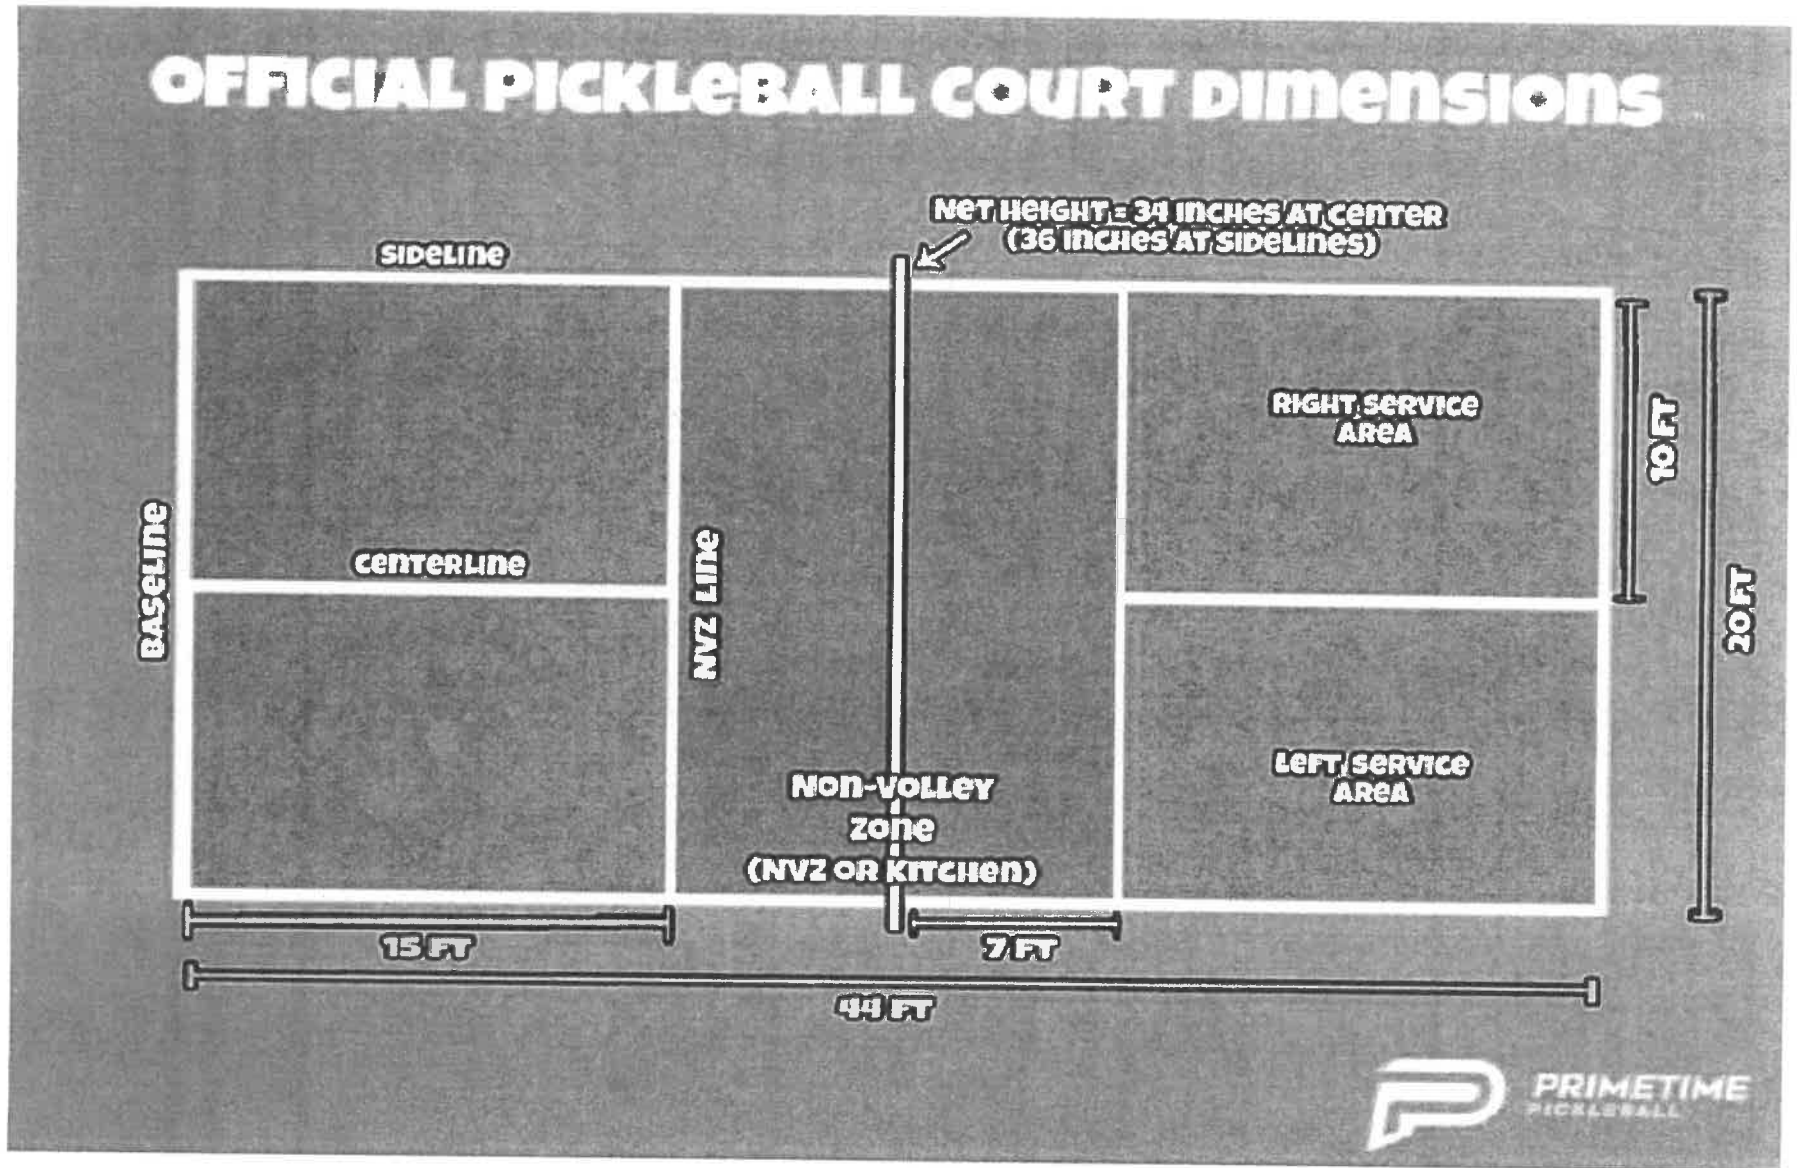 OFFICIAL PICKLEBALL COURT DIMENSIONS
NET HEIGHT = 34 INCHES AT CENTER
(36 INCHES AT SIDELINES)
SIDELINE
RIGHT SERVICE
AREA
10 FT
BASELINE
CENTERLINE
NVZ LINE
20 FT
NON-VOLLEY
ZONE
(NVZ OR KITCHEN)
LEFT SERVICE
AREA
15 FT
7 FT
44 FT
PRIMETIME
PICKLEBALL